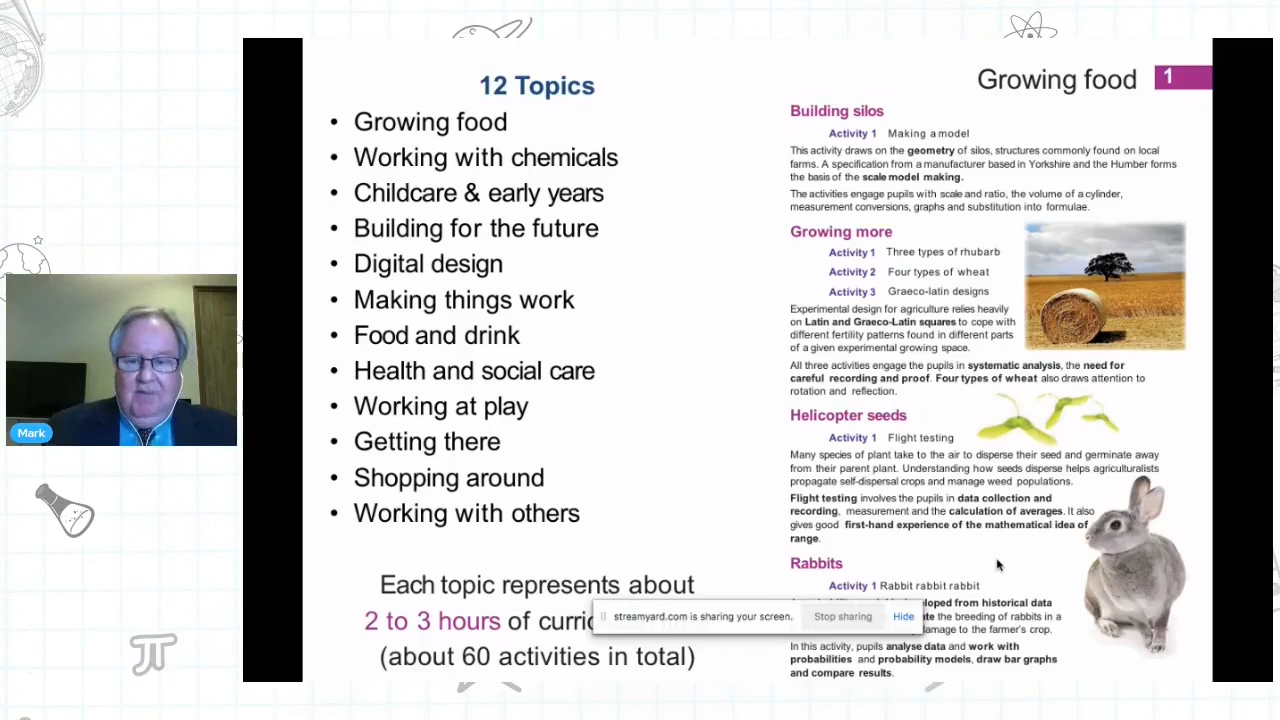 12 Topics
• Growing food
• Working with chemicals
• Childcare & early years
• Building for the future
• Digital design
• Making things work
• Food and drink
• Health and social care
• Working at play
• Getting there
• Shopping around
• Working with others
Each topic represents about
2 to 3 hours of
(about 60 activities in total)
Growing food 1
Building silos
Activity 1 Making a model
This activity draws on the geometry of silos, structures commonly found on local
farms. A specification from a manufacturer based in Yorkshire and the Humber forms
the basis of the scale model making.
The activities engage pupils with scale and ratio, the volume of a cylinder,
measurement conversions, graphs and substitution into formulae.
Growing more
Activity 1 Three types of rhubarb
Activity 2 Four types of wheat
Activity 3 Graeco-latin designs
Experimental design for agriculture relies heavily
on Latin and Graeco-Latin squares to cope with
different fertility patterns found in different parts
of a given experimental growing space.
All three activities engage the pupils in systematic analysis, the need for
careful recording and proof. Four types of wheat also draws attention to
rotation and reflection.
Helicopter seeds
Activity 1 Flight testing
Many species of plant take to the air to disperse their seed and germinate away
from their parent plant. Understanding how seeds disperse helps agriculturalists
propagate self-dispersal crops and manage weed populations.
Flight testing involves the pupils in data collection and
recording, measurement and the calculation of averages. It also
gives good first-hand experience of the mathematical idea of
range.
Rabbits
Activity 1 Rabbit rabbit rabbit
from historical data
the breeding of rabbits in a
damage to the farmer's crop.
In this activity, pupils analyse data and work with
probabilities and probability models, draw bar graphs
and compare results.
streamyard.com is sharing your screen. Stop sharing Hide
Mark